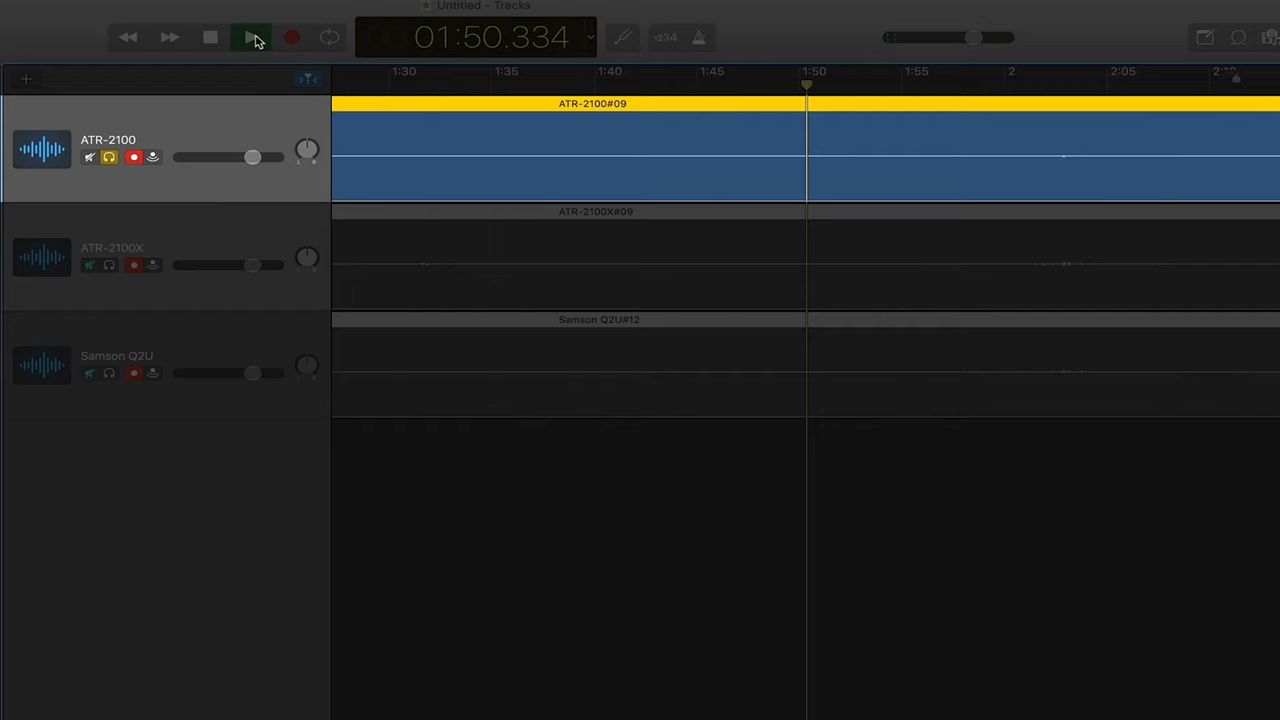 Untitled - Tracks
01:50.334
1234
1:30 1:35 1:40 1:45 1:50 1:55 2 2:05
ATR-2100#09
ATR-2100
L R
ATR-2100X#09
ATR-2100X
Samson Q2U#12
Samson Q2U